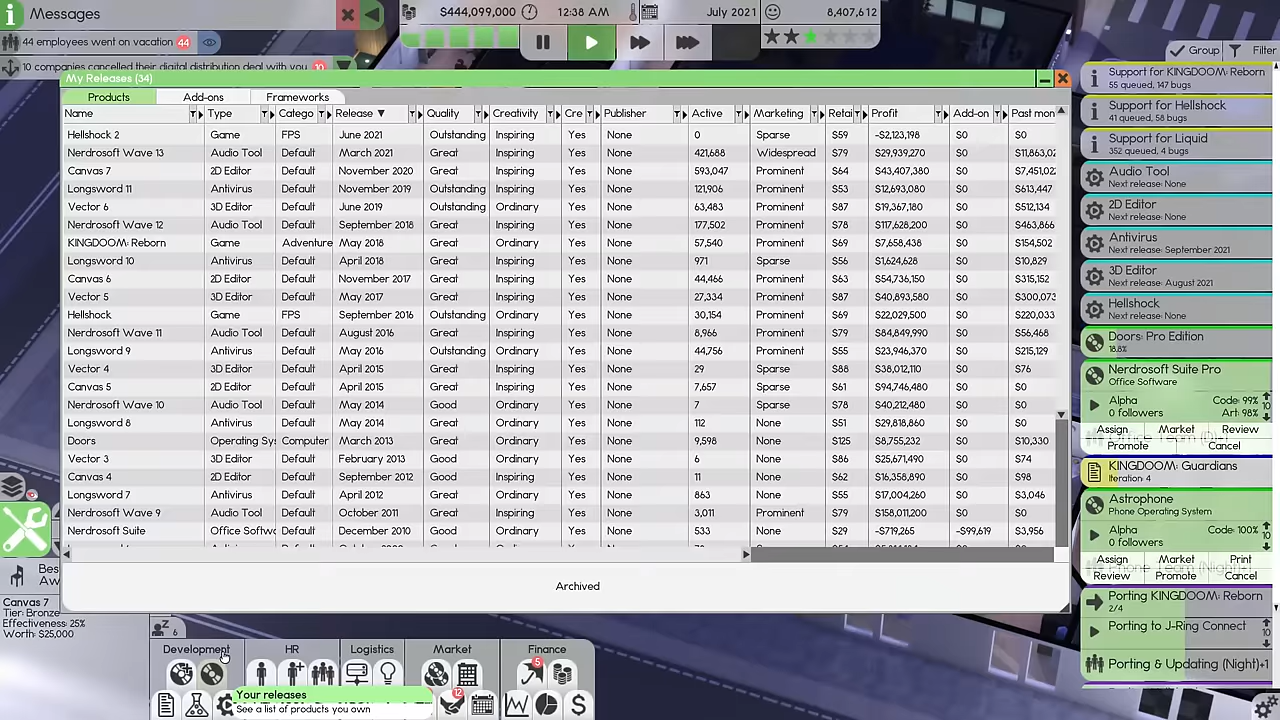 Messages
44 employees went on vacation 44
10 companies cancelled their digital distribution deal with you 10
$444,099,000 12:38 AM July 2021 8,407,612
Group Filter
My Releases (34)
Products Add-ons Frameworks
Name Type Catego Release ▼ Quality Creativity Cre Publisher Active Marketing Retai Profit Add-on Past mon
Hellshock 2 Game FPS June 2021 Outstanding Inspiring Yes None 0 Sparse $59 -$2,123,198 $0 $0
Nerdrosoft Wave 13 Audio Tool Default March 2021 Great Inspiring Yes None 421,688 Widespread $79 $29,939,270 $0 $11,863,02
Canvas 7 2D Editor Default November 2020 Great Inspiring Yes None 593,047 Prominent $64 $43,407,380 $0 $7,451,02
Longsword 11 Antivirus Default November 2019 Outstanding Inspiring Yes None 121,906 Prominent $53 $12,693,080 $0 $613,447
Vector 6 3D Editor Default June 2019 Outstanding Inspiring Yes None 63,483 Prominent $87 $19,367,180 $0 $512,134
Nerdrosoft Wave 12 Audio Tool Default September 2018 Great Inspiring Yes None 177,502 Prominent $78 $117,628,200 $0 $463,866
KINGDOOM: Reborn Game Adventure May 2018 Great Ordinary Yes None 57,540 Prominent $69 $7,658,438 $0 $154,502
Longsword 10 Antivirus Default April 2018 Great Ordinary Yes None 971 Sparse $56 $1,624,628 $0 $10,829
Canvas 6 2D Editor Default November 2017 Great Ordinary Yes None 44,466 Prominent $63 $54,736,150 $0 $315,152
Vector 5 3D Editor Default May 2017 Great Inspiring Yes None 27,334 Prominent $87 $40,893,580 $0 $300,073
Hellshock Game FPS September 2016 Outstanding Ordinary Yes None 30,154 Prominent $69 $22,029,500 $0 $220,033
Nerdrosoft Wave 11 Audio Tool Default August 2016 Great Inspiring Yes None 8,966 Prominent $79 $84,849,990 $0 $56,468
Longsword 9 Antivirus Default May 2016 Outstanding Ordinary Yes None 44,756 Prominent $55 $23,946,370 $0 $215,129
Vector 4 3D Editor Default April 2015 Great Ordinary Yes None 29 Sparse $88 $38,012,110 $0 $76
Canvas 5 2D Editor Default April 2015 Great Inspiring Yes None 7,657 Sparse $61 $94,746,480 $0 $0
Nerdrosoft Wave 10 Audio Tool Default May 2014 Good Ordinary Yes None 7 Sparse $78 $40,212,480 $0 $0
Longsword 8 Antivirus Default May 2014 Great Ordinary Yes None 112 None $51 $29,818,860 $0 $0
Doors Operating Sys Computer March 2013 Great Ordinary Yes None 9,598 None $125 $8,755,232 $0 $10,330
Vector 3 3D Editor Default February 2013 Good Ordinary Yes None 6 None $86 $25,671,490 $0 $74
Canvas 4 2D Editor Default September 2012 Good Inspiring Yes None 11 None $62 $16,358,890 $0 $98
Longsword 7 Antivirus Default April 2012 Great Ordinary Yes None 863 None $55 $17,004,260 $0 $3,046
Nerdrosoft Wave 9 Audio Tool Default October 2011 Great Ordinary Yes None 3,011 Prominent $79 $158,011,200 $0 $0
Nerdrosoft Suite Office Softwa Default December 2010 Good Ordinary Yes None 533 None $29 -$719,265 -$99,619 $3,956
Archived
Support for KINGDOOM: Reborn
55 queued, 147 bugs
Support for Hellshock
41 queued, 58 bugs
Support for Liquid
352 queued, 4 bugs
Audio Tool
Next release: None
2D Editor
Next release: None
Antivirus
Next release: September 2021
3D Editor
Next release: August 2021
Hellshock
Next release: None
Doors: Pro Edition
18.8%
Nerdrosoft Suite Pro
Office Software
Alpha Code: 99%
0 followers Art: 98% 10
Assign Market Review
Promote Cancel
KINGDOOM: Guardians
Iteration: 4
Astrophone
Phone Operating System
Alpha Code: 100%
0 followers 10
Assign Market Print
Review Promote Cancel
Porting KINGDOOM: Reborn
2/4
Porting to J-Ring Connect 10
Porting & Updating (Night)+1
Bes
Aw
Canvas 7
Tier: Bronze
Effectiveness: 25%
Worth: $25,000
Z 6
Development HR Logistics Market Finance
5
12
Your releases
See a list of products you own